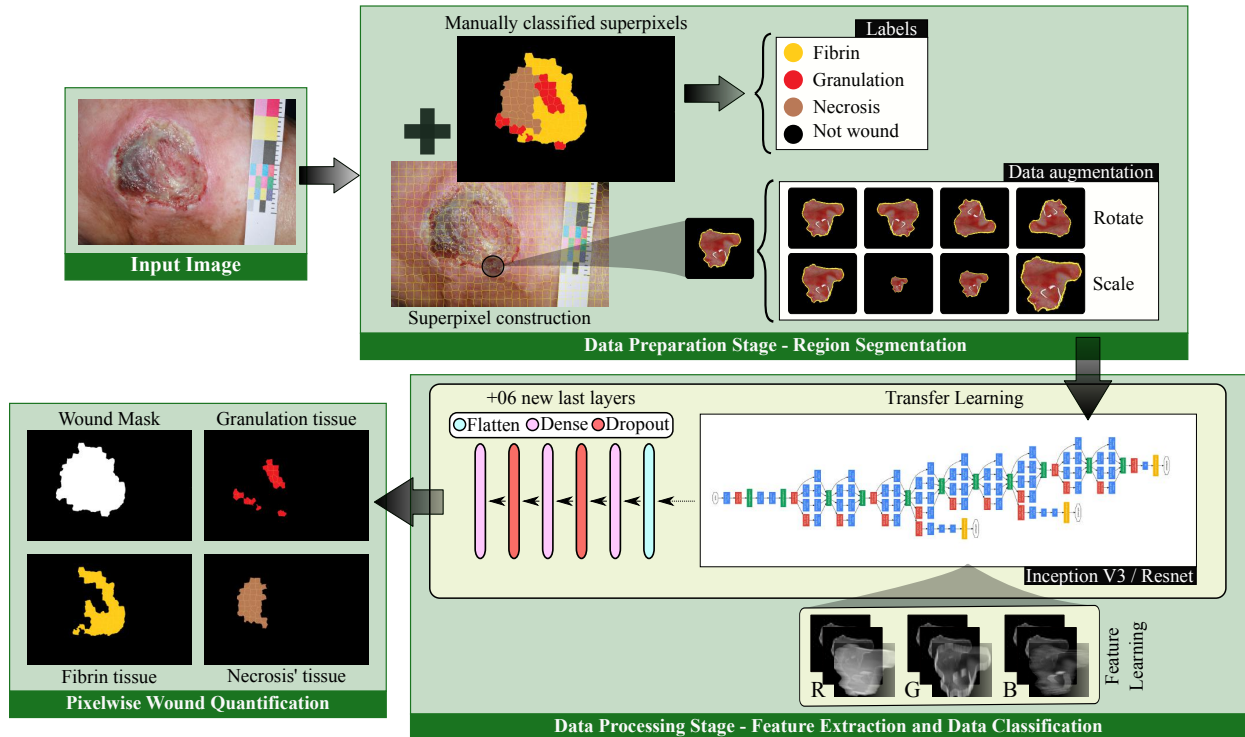 Manually classified superpixels
Labels
Fibrin
Granulation
Necrosis
Not wound
Input Image
Superpixel construction
Data augmentation
Rotate
Scale
Data Preparation Stage - Region Segmentation
+06 new last layers
Flatten Dense Dropout
Transfer Learning
Inception V3 / Resnet
R G B
Feature
Learning
Data Processing Stage - Feature Extraction and Data Classification
Wound Mask
Granulation tissue
Fibrin tissue
Necrosis' tissue
Pixelwise Wound Quantification